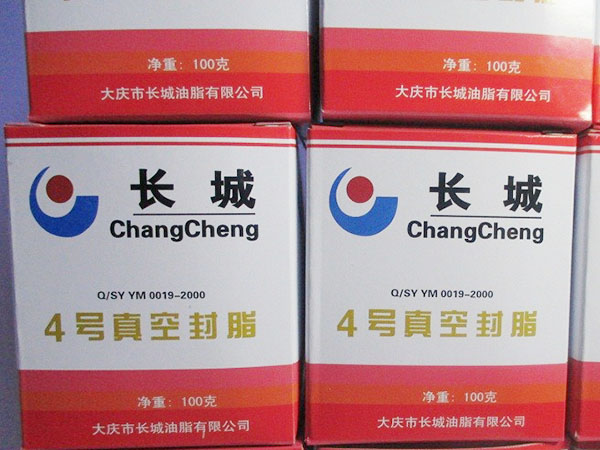 净重：100克
大庆市长城油脂有限公司
净重：100克
大庆市长城油脂有限公司
长城
ChangCheng
Q/SY YM 0019-2000
4号真空封脂
净重：100克
大庆市长城油脂有限公司
长城
ChangCheng
Q/SY YM 0019-2000
4号真空封脂
净重：100克
大庆市长城油脂有限公司